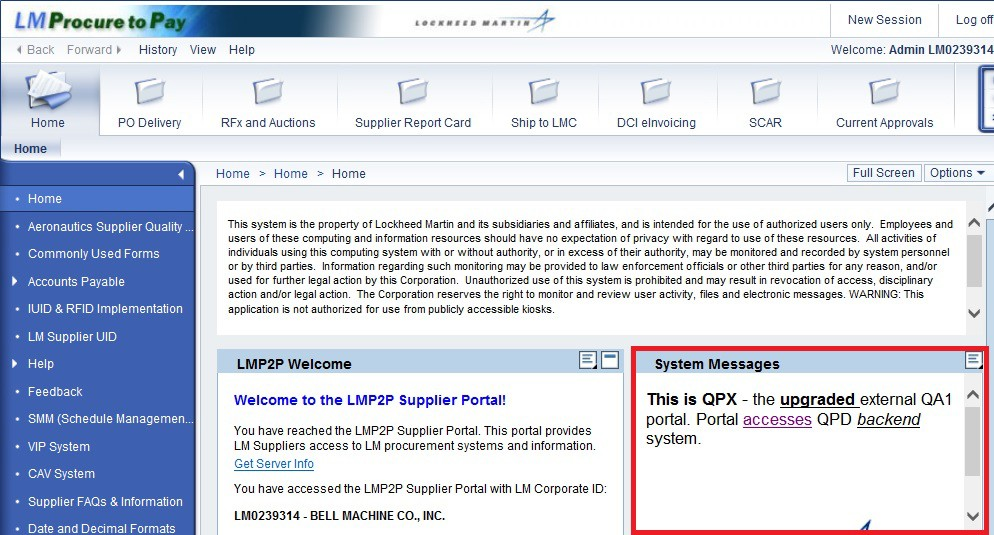 LM Procure to Pay
LOCKHEED MARTIN
New Session
Log off
Back Forward History View Help
Welcome: Admin LM0239314
Home
PO Delivery
RFx and Auctions
Supplier Report Card
Ship to LMC
DCI eInvoicing
SCAR
Current Approvals
Home
Home > Home > Home
Full Screen
Options
Home
Aeronautics Supplier Quality ...
Commonly Used Forms
Accounts Payable
IUID & RFID Implementation
LM Supplier UID
Help
Feedback
SMM (Schedule Managemen...
VIP System
CAV System
Supplier FAQs & Information
Date and Decimal Formats
This system is the property of Lockheed Martin and its subsidiaries and affiliates, and is intended for the use of authorized users only. Employees and
users of these computing and information resources should have no expectation of privacy with regard to use of these resources. All activities of
individuals using this computing system with or without authority, or in excess of their authority, may be monitored and recorded by system personnel
or by third parties. Information regarding such monitoring may be provided to law enforcement officials or other third parties for any reason, and/or
used for further legal action by this Corporation. Unauthorized use of this system is prohibited and may result in revocation of access, disciplinary
action and/or legal action. The Corporation reserves the right to monitor and review user activity, files and electronic messages. WARNING: This
application is not authorized for use from publicly accessible kiosks.
LMP2P Welcome
Welcome to the LMP2P Supplier Portal!
You have reached the LMP2P Supplier Portal. This portal provides
LM Suppliers access to LM procurement systems and information.
Get Server Info
You have accessed the LMP2P Supplier Portal with LM Corporate ID:
LM0239314 - BELL MACHINE CO., INC.
System Messages
This is QPX - the upgraded external QA1
portal. Portal accesses QPD backend
system.